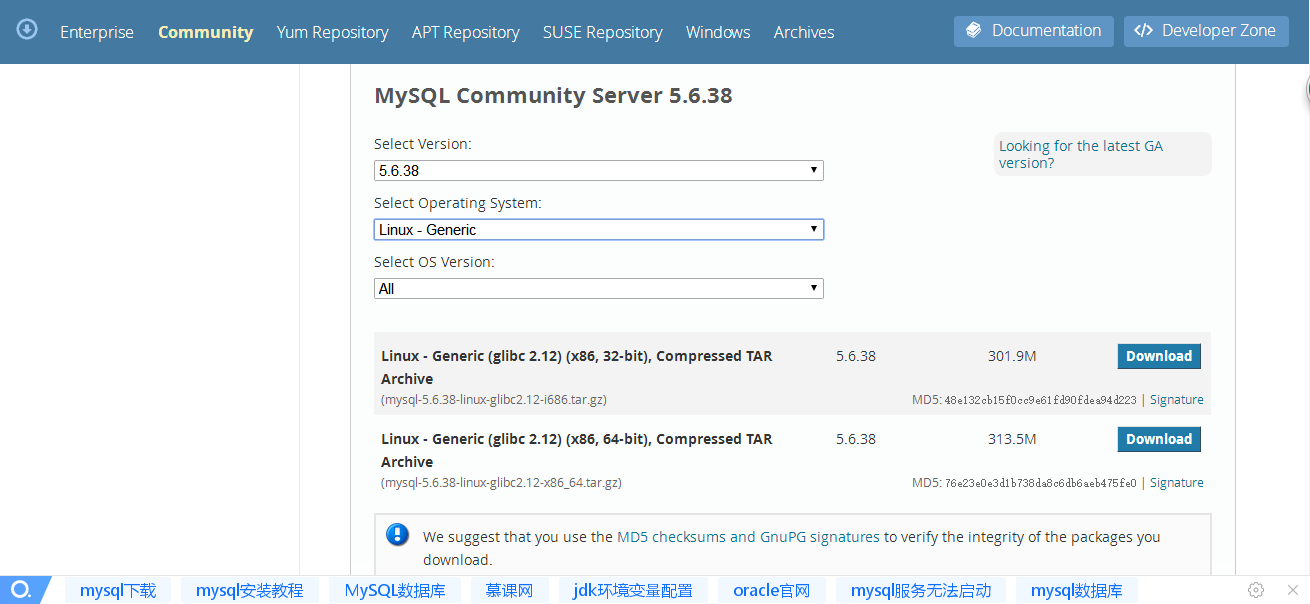 Enterprise Community Yum Repository APT Repository SUSE Repository Windows Archives Documentation Developer Zone
MySQL Community Server 5.6.38
Select Version:
Looking for the latest GA version?
5.6.38
Select Operating System:
Linux - Generic
Select OS Version:
All
Linux - Generic (glibc 2.12) (x86, 32-bit), Compressed TAR Archive
5.6.38 301.9M Download
(mysql-5.6.38-linux-glibc2.12-i686.tar.gz)
MD5: 48e132cb15f0cc9e61fd90fdea94d223 | Signature
Linux - Generic (glibc 2.12) (x86, 64-bit), Compressed TAR Archive
5.6.38 313.5M Download
(mysql-5.6.38-linux-glibc2.12-x86_64.tar.gz)
MD5: 76e23e0e3d1b738da8c6db6aeb475fe0 | Signature
We suggest that you use the MD5 checksums and GnuPG signatures to verify the integrity of the packages you
download.
mysql下载 mysql安装教程 MySQL数据库 慕课网 jdk环境变量配置 oracle官网 mysql服务无法启动 mysql数据库